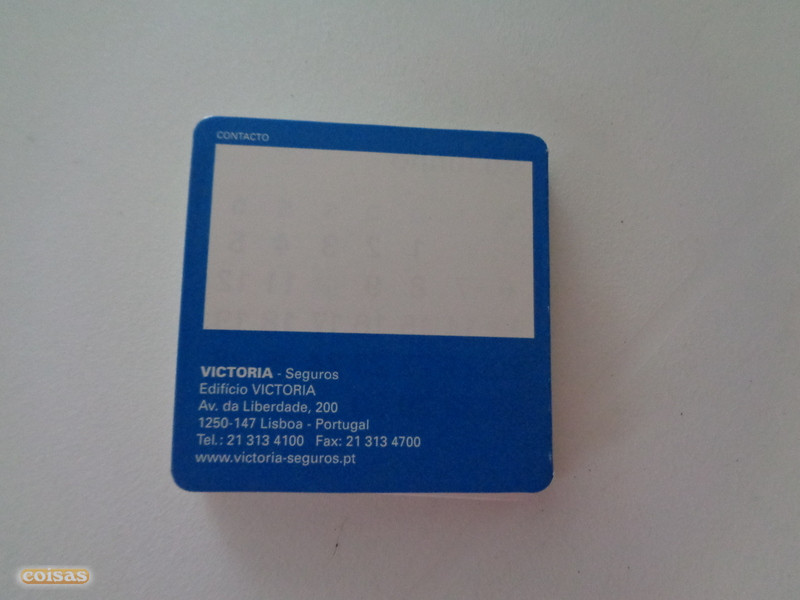 CONTACTO
VICTORIA - Seguros
Edifício VICTORIA
Av. da Liberdade, 200
1250-147 Lisboa - Portugal
Tel.: 21 313 4100 Fax: 21 313 4700
www.victoria-seguros.pt
coisas